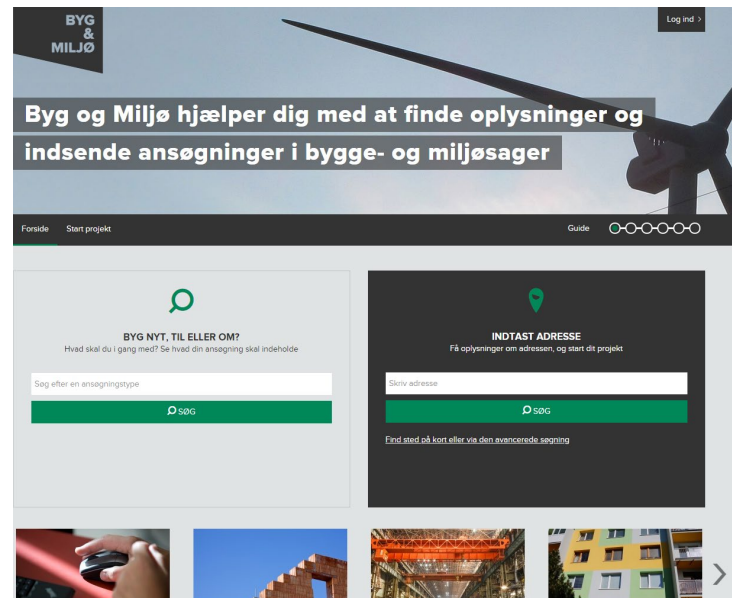 BYG
&
MILJØ
Log ind >
Byg og Miljø hjælper dig med at finde oplysninger og
indsende ansøgninger i bygge- og miljøsager
Forside Start projekt Guide
BYG NYT, TIL ELLER OM?
Hvad skal du i gang med? Se hvad din ansøgning skal indeholde
Søg efter en ansøgningstype
SØG
INDTAST ADRESSE
Få oplysninger om adressen, og start dit projekt
Skriv adresse
SØG
Find sted på kort eller via den avancerede søgning